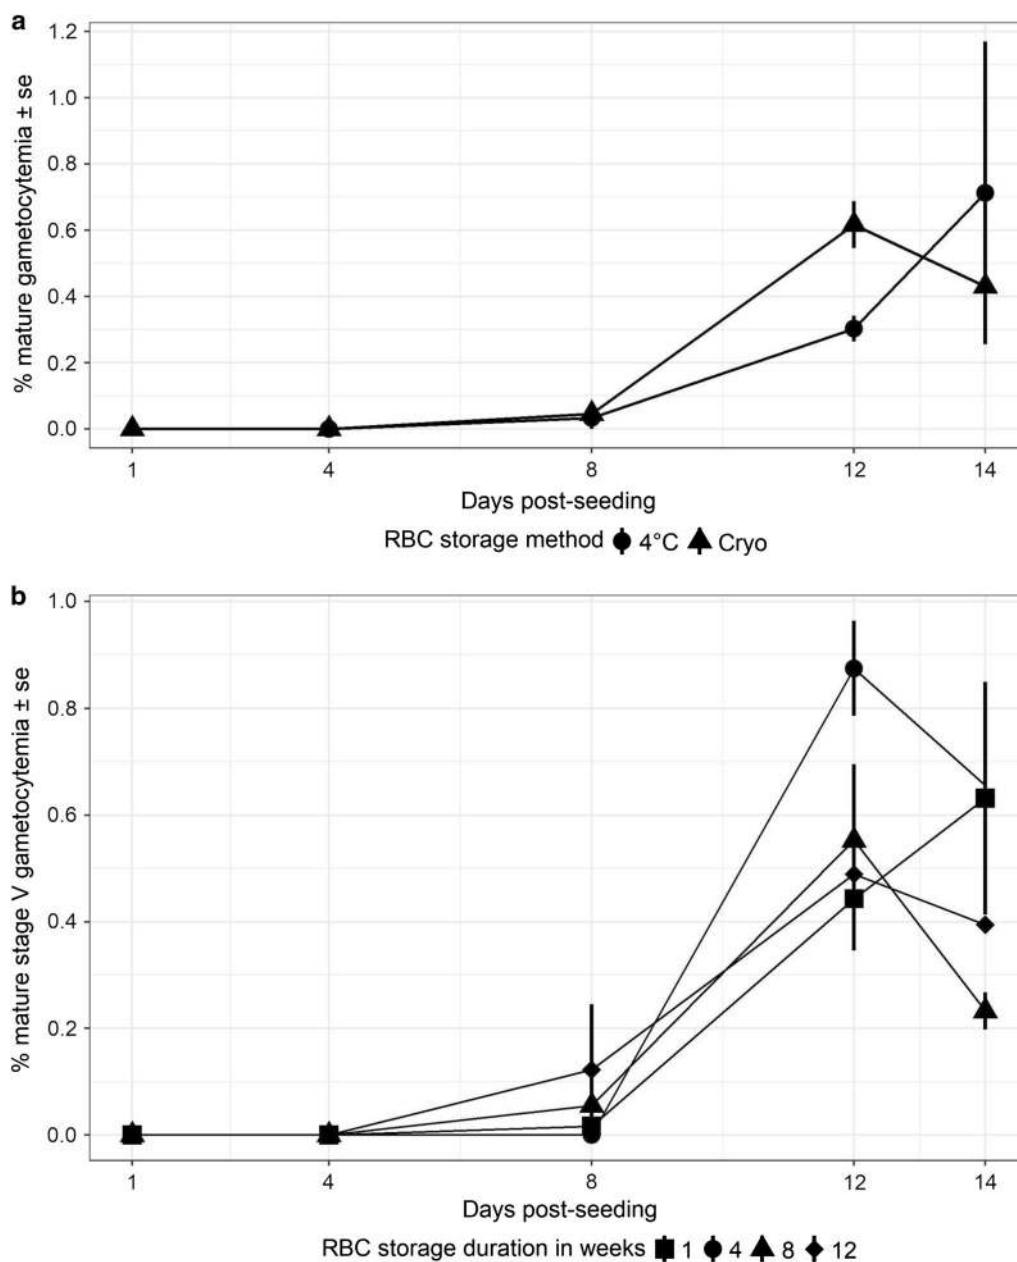 a
% mature gametocytemia ± se
1.2
1.0
0.8
0.6
0.4
0.2
0.0
1 4 8 12 14
Days post-seeding
RBC storage method 4°C Cryo
b
% mature stage V gametocytemia ± se
1.0
0.8
0.6
0.4
0.2
0.0
1 4 8 12 14
Days post-seeding
RBC storage duration in weeks 1 4 8 12